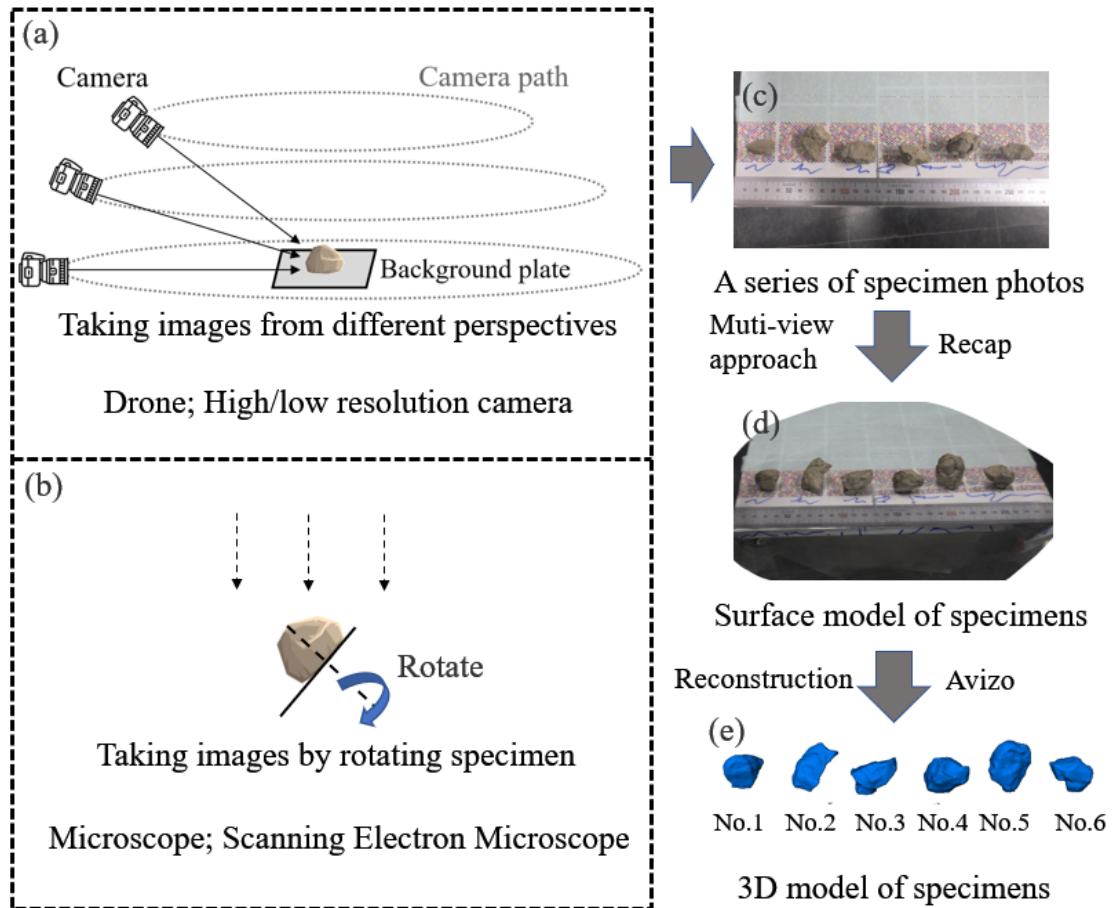 (a)
Camera
Camera path
Background plate
Taking images from different perspectives
Drone; High/low resolution camera
(b)
Rotate
Taking images by rotating specimen
Microscope; Scanning Electron Microscope
(c)
A series of specimen photos
Muti-view
approach
Recap
(d)
Surface model of specimens
Reconstruction
Avizo
(e)
No.1 No.2 No.3 No.4 No.5 No.6
3D model of specimens